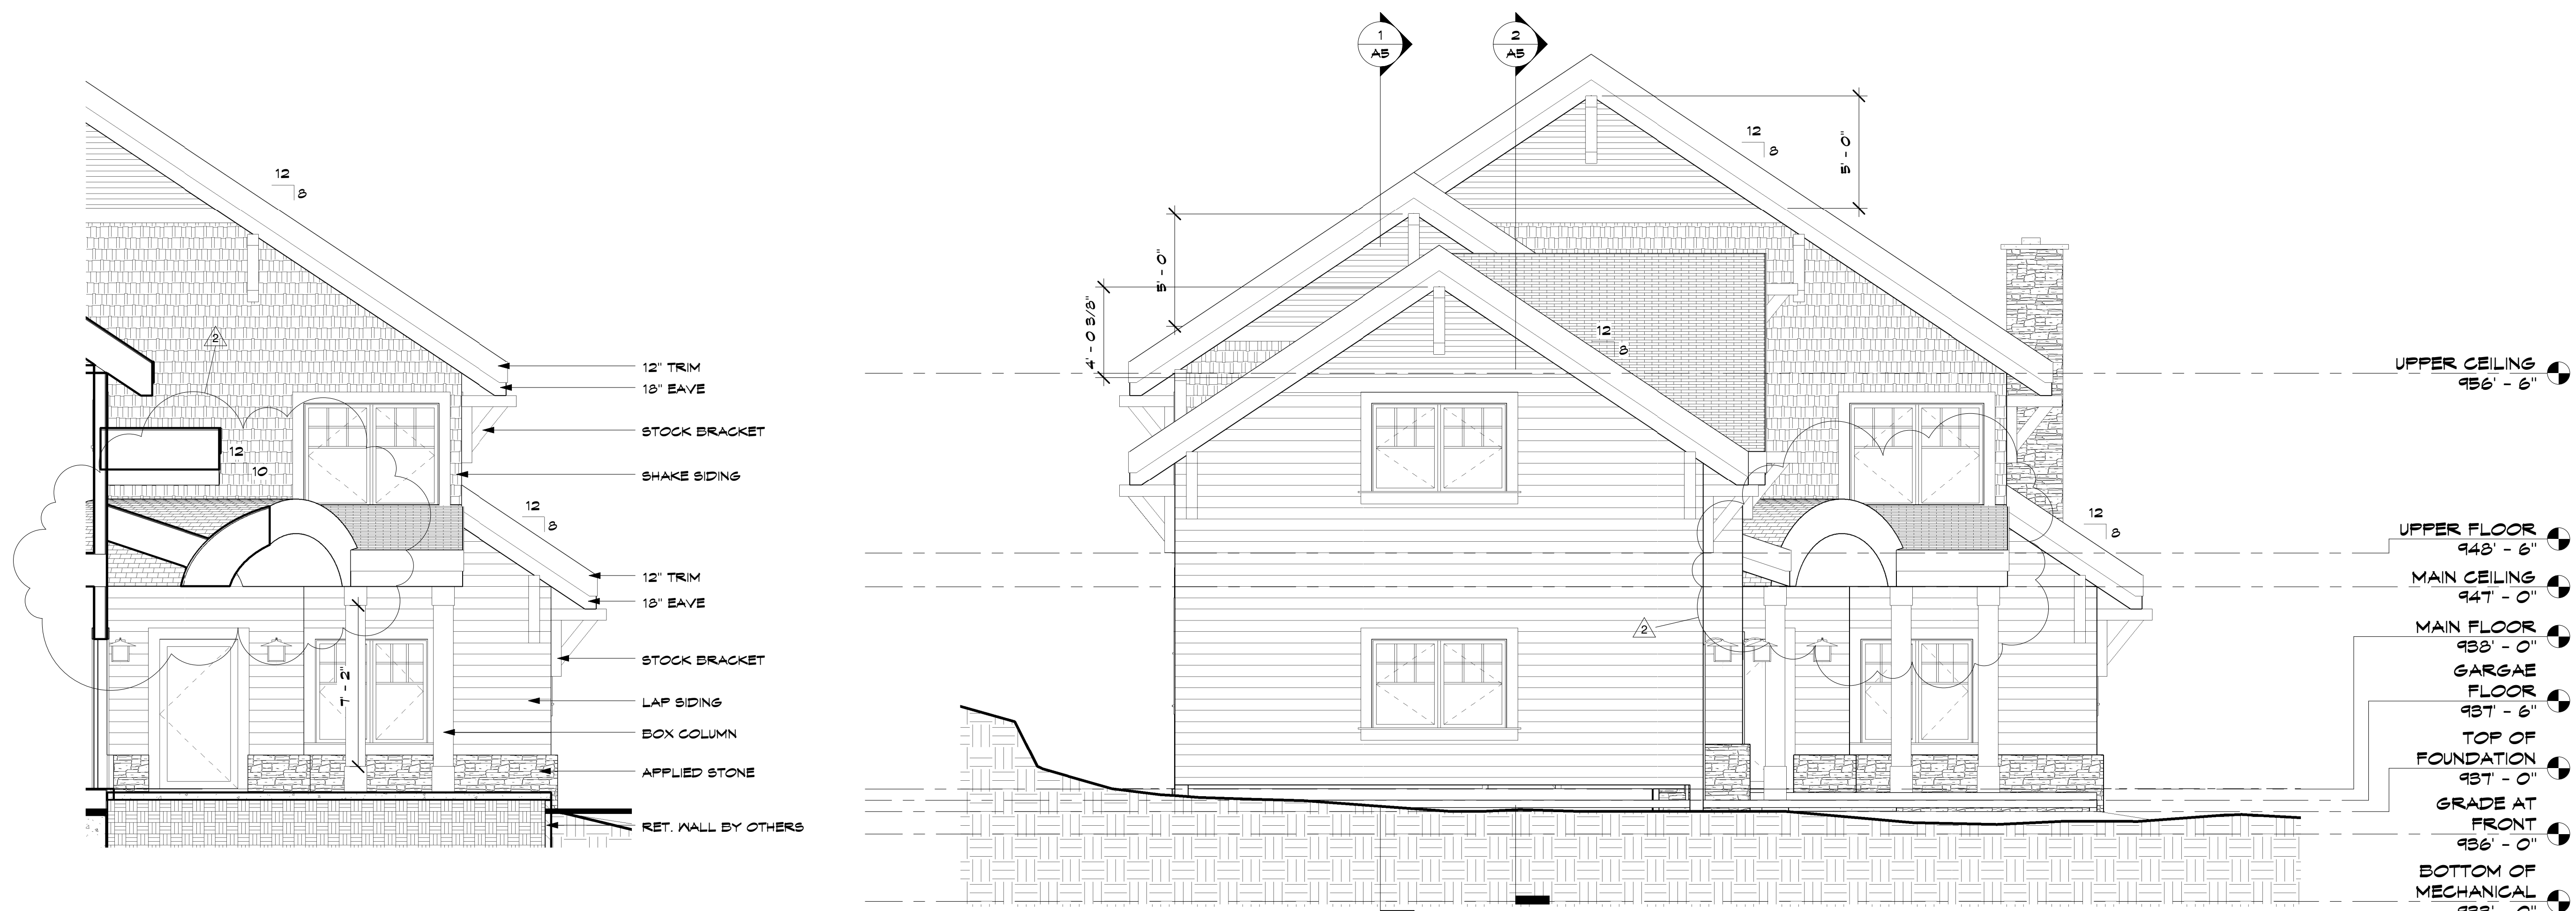 12
8
2
12
10
12
8
7' - 2"
12" TRIM
18" EAVE
STOCK BRACKET
SHAKE SIDING
12" TRIM
18" EAVE
STOCK BRACKET
LAP SIDING
BOX COLUMN
APPLIED STONE
RET. WALL BY OTHERS
1
A5
2
A5
12
8
5' - 0"
5' - 0"
4' - 0 3/8"
12
8
2
12
8
UPPER CEILING
956' - 6"
UPPER FLOOR
948' - 6"
MAIN CEILING
947' - 0"
MAIN FLOOR
938' - 0"
GARGAE
FLOOR
937' - 6"
TOP OF
FOUNDATION
937' - 0"
GRADE AT
FRONT
936' - 0"
BOTTOM OF
MECHANICAL